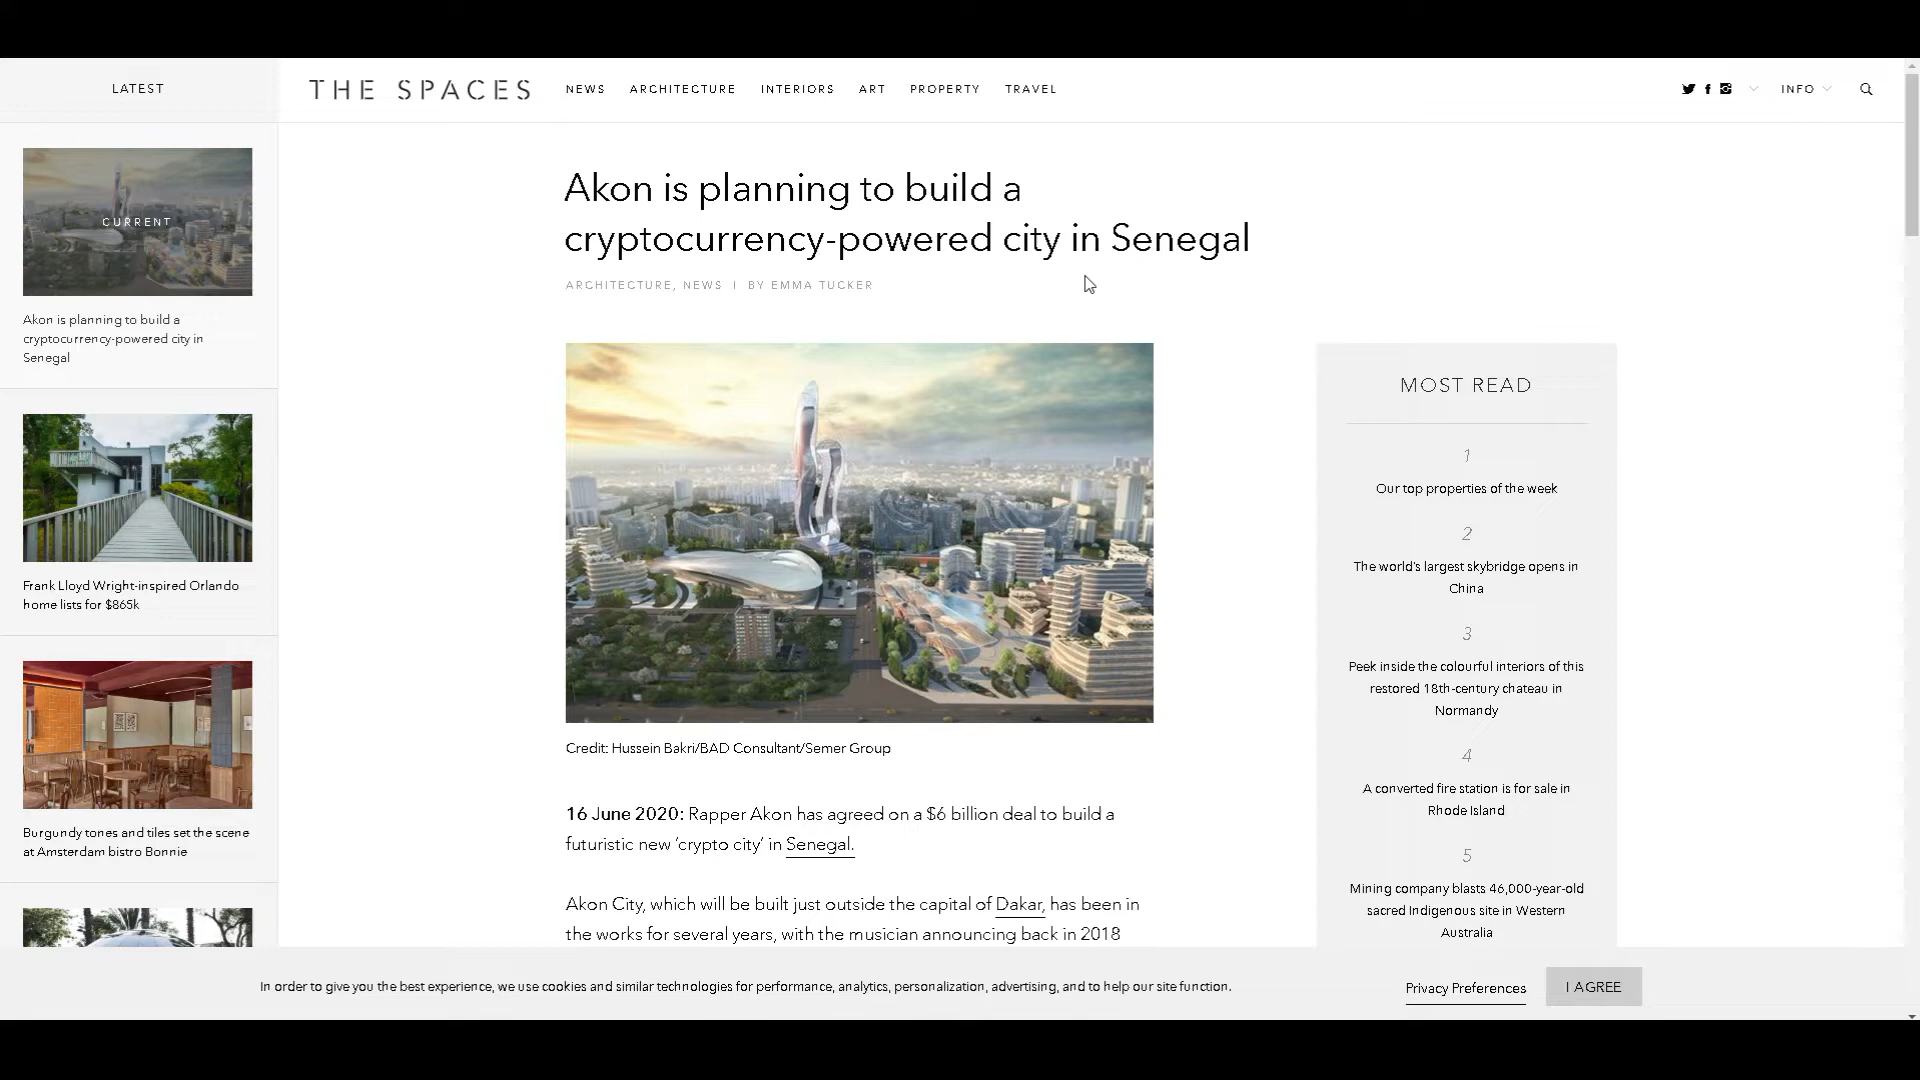 LATEST
THE SPACES
NEWS ARCHITECTURE INTERIORS ART PROPERTY TRAVEL
INFO
CURRENT
Akon is planning to build a
cryptocurrency-powered city in
Senegal
Frank Lloyd Wright-inspired Orlando
home lists for $865k
Burgundy tones and tiles set the scene
at Amsterdam bistro Bonnie
Akon is planning to build a
cryptocurrency-powered city in Senegal
ARCHITECTURE, NEWS | BY EMMA TUCKER
Credit: Hussein Bakri/BAD Consultant/Semer Group
16 June 2020: Rapper Akon has agreed on a $6 billion deal to build a
futuristic new ‘crypto city’ in Senegal.
Akon City, which will be built just outside the capital of Dakar, has been in
the works for several years, with the musician announcing back in 2018
MOST READ
1
Our top properties of the week
2
The world’s largest skybridge opens in
China
3
Peek inside the colourful interiors of this
restored 18th-century chateau in
Normandy
4
A converted fire station is for sale in
Rhode Island
5
Mining company blasts 46,000-year-old
sacred Indigenous site in Western
Australia
In order to give you the best experience, we use cookies and similar technologies for performance, analytics, personalization, advertising, and to help our site function.
Privacy Preferences
I AGREE